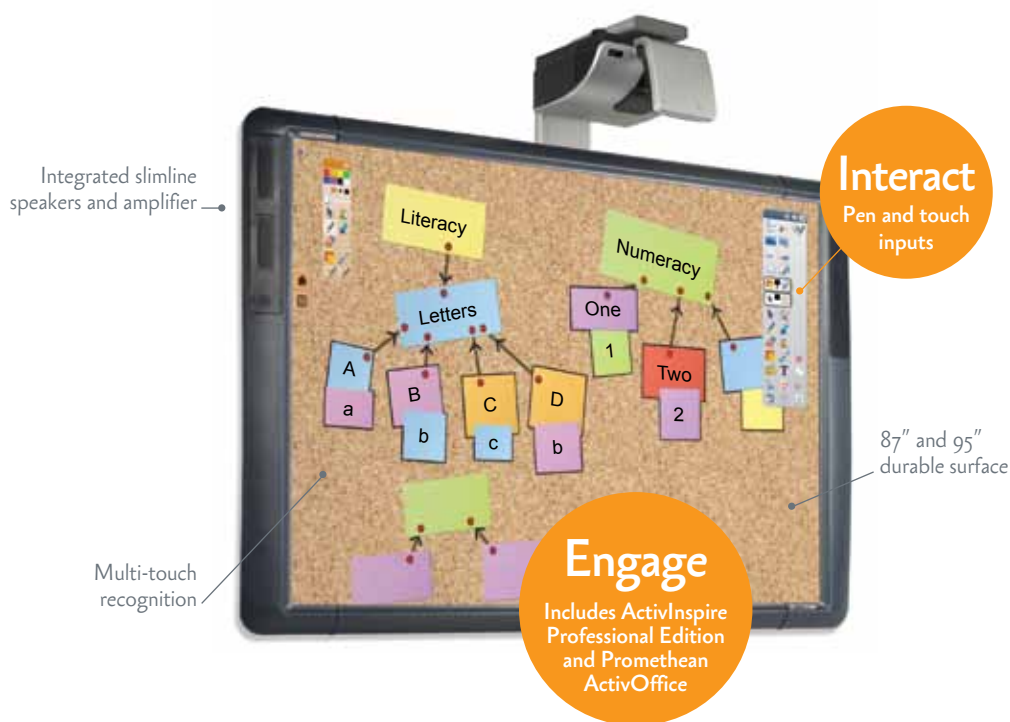 Integrated slimline
speakers and amplifier
Interact
Pen and touch
inputs
Literacy
Numeracy
Letters
One
1
A
a
B
b
C
c
D
b
Two
2
87" and 95"
durable surface
Multi-touch
recognition
Engage
Includes ActivInspire
Professional Edition
and Promethean
ActivOffice